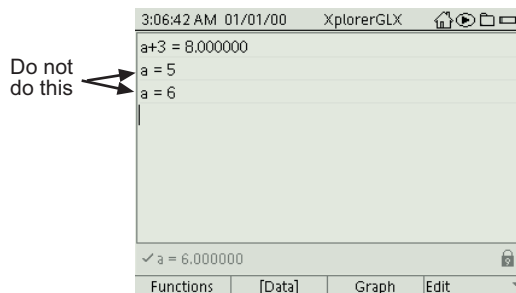 3:06:42 AM 01/01/00 XplorerGLX
a+3 = 8.000000
Do not
do this
a = 5
a = 6
✓ a = 6.000000
Functions [Data] Graph Edit